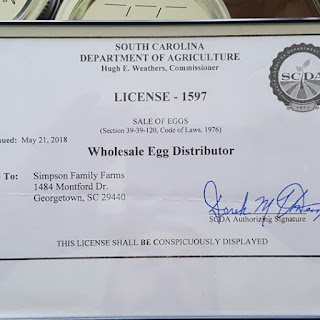 SOUTH CAROLINA
DEPARTMENT OF AGRICULTURE
Hugh E. Weathers, Commissioner
LICENSE - 1597
SALE OF EGGS
(Section 39-39-120, Code of Laws, 1976)
ssued: May 21, 2018
Wholesale Egg Distributor
To: Simpson Family Farms
1484 Montford Dr.
Georgetown, SC 29440
SCDA Authorizing Signature
THIS LICENSE SHALL BE CONSPICUOUSLY DISPLAYED
SCDA